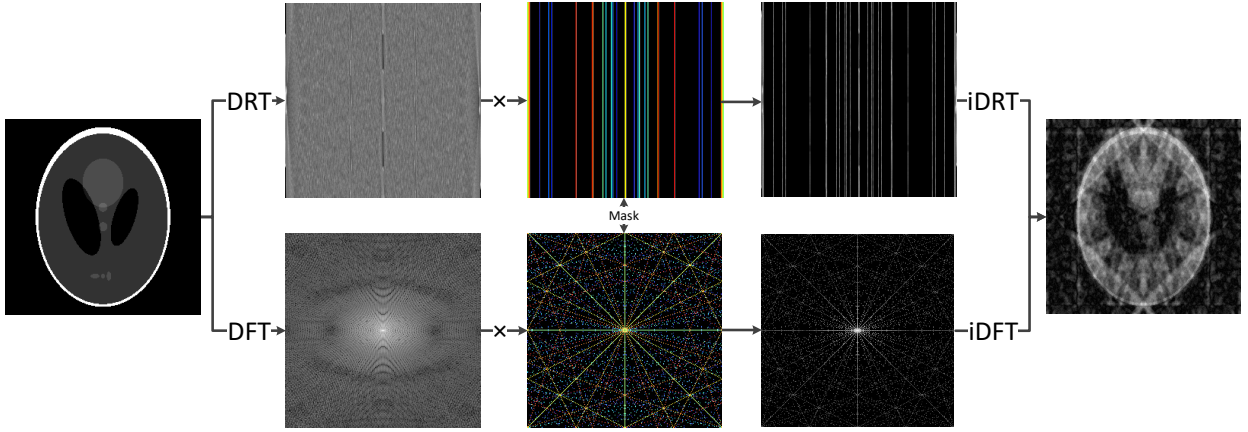 DRT
×
iDRT
Mask
DFT
×
iDFT